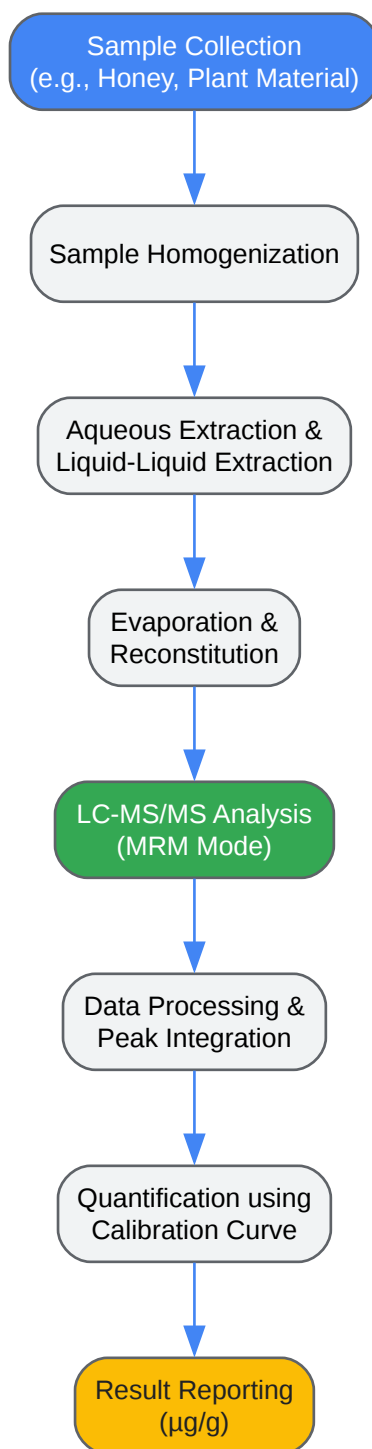 Sample Collection
(e.g., Honey, Plant Material)
Sample Homogenization
Aqueous Extraction &
Liquid-Liquid Extraction
Evaporation &
Reconstitution
LC-MS/MS Analysis
(MRM Mode)
Data Processing &
Peak Integration
Quantification using
Calibration Curve
Result Reporting
(µg/g)